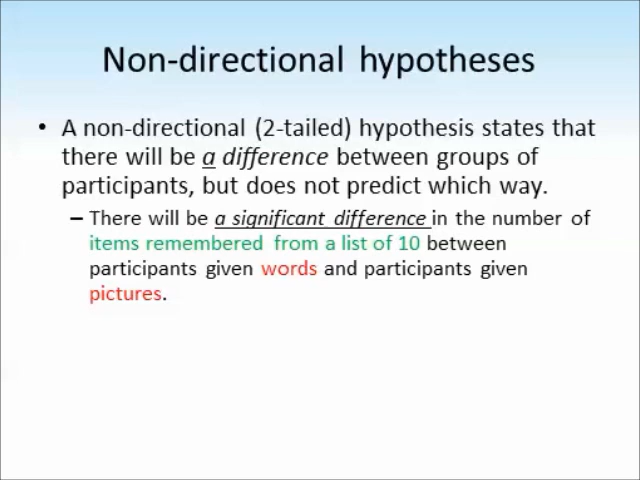 Non-directional hypotheses
• A non-directional (2-tailed) hypothesis states that
there will be a difference between groups of
participants, but does not predict which way.
– There will be a significant difference in the number of
items remembered from a list of 10 between
participants given words and participants given
pictures.